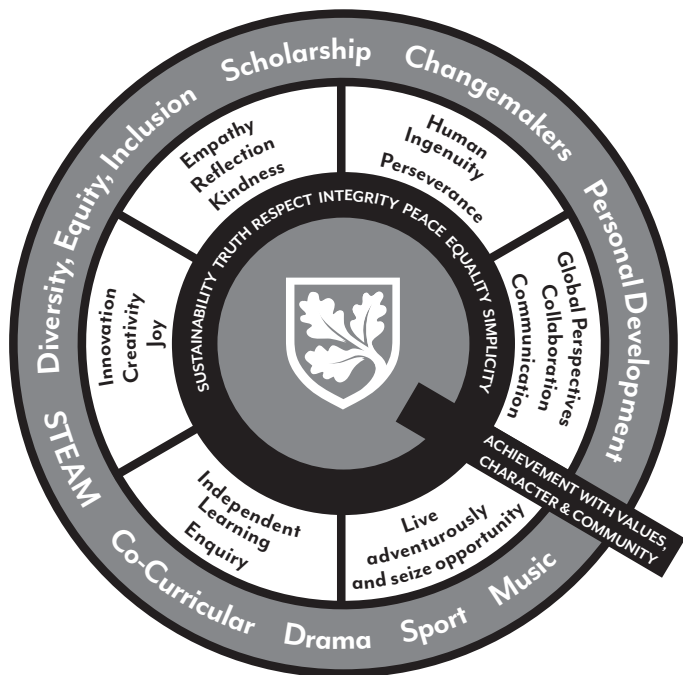 Scholarship
Changemakers
Personal Development
Music
Sport
Drama
Co-Curricular
STEAM
Diversity, Equity, Inclusion
Empathy
Reflection
Kindness
Human
Ingenuity
Perseverance
Global Perspectives
Collaboration
Communication
Live
adventurously
and seize opportunity
Independent
Learning
Enquiry
Innovation
Creativity
Joy
SUSTAINABILITY TRUTH RESPECT INTEGRITY PEACE EQUALITY SIMPLICITY
ACHIEVEMENT WITH VALUES,
CHARACTER & COMMUNITY